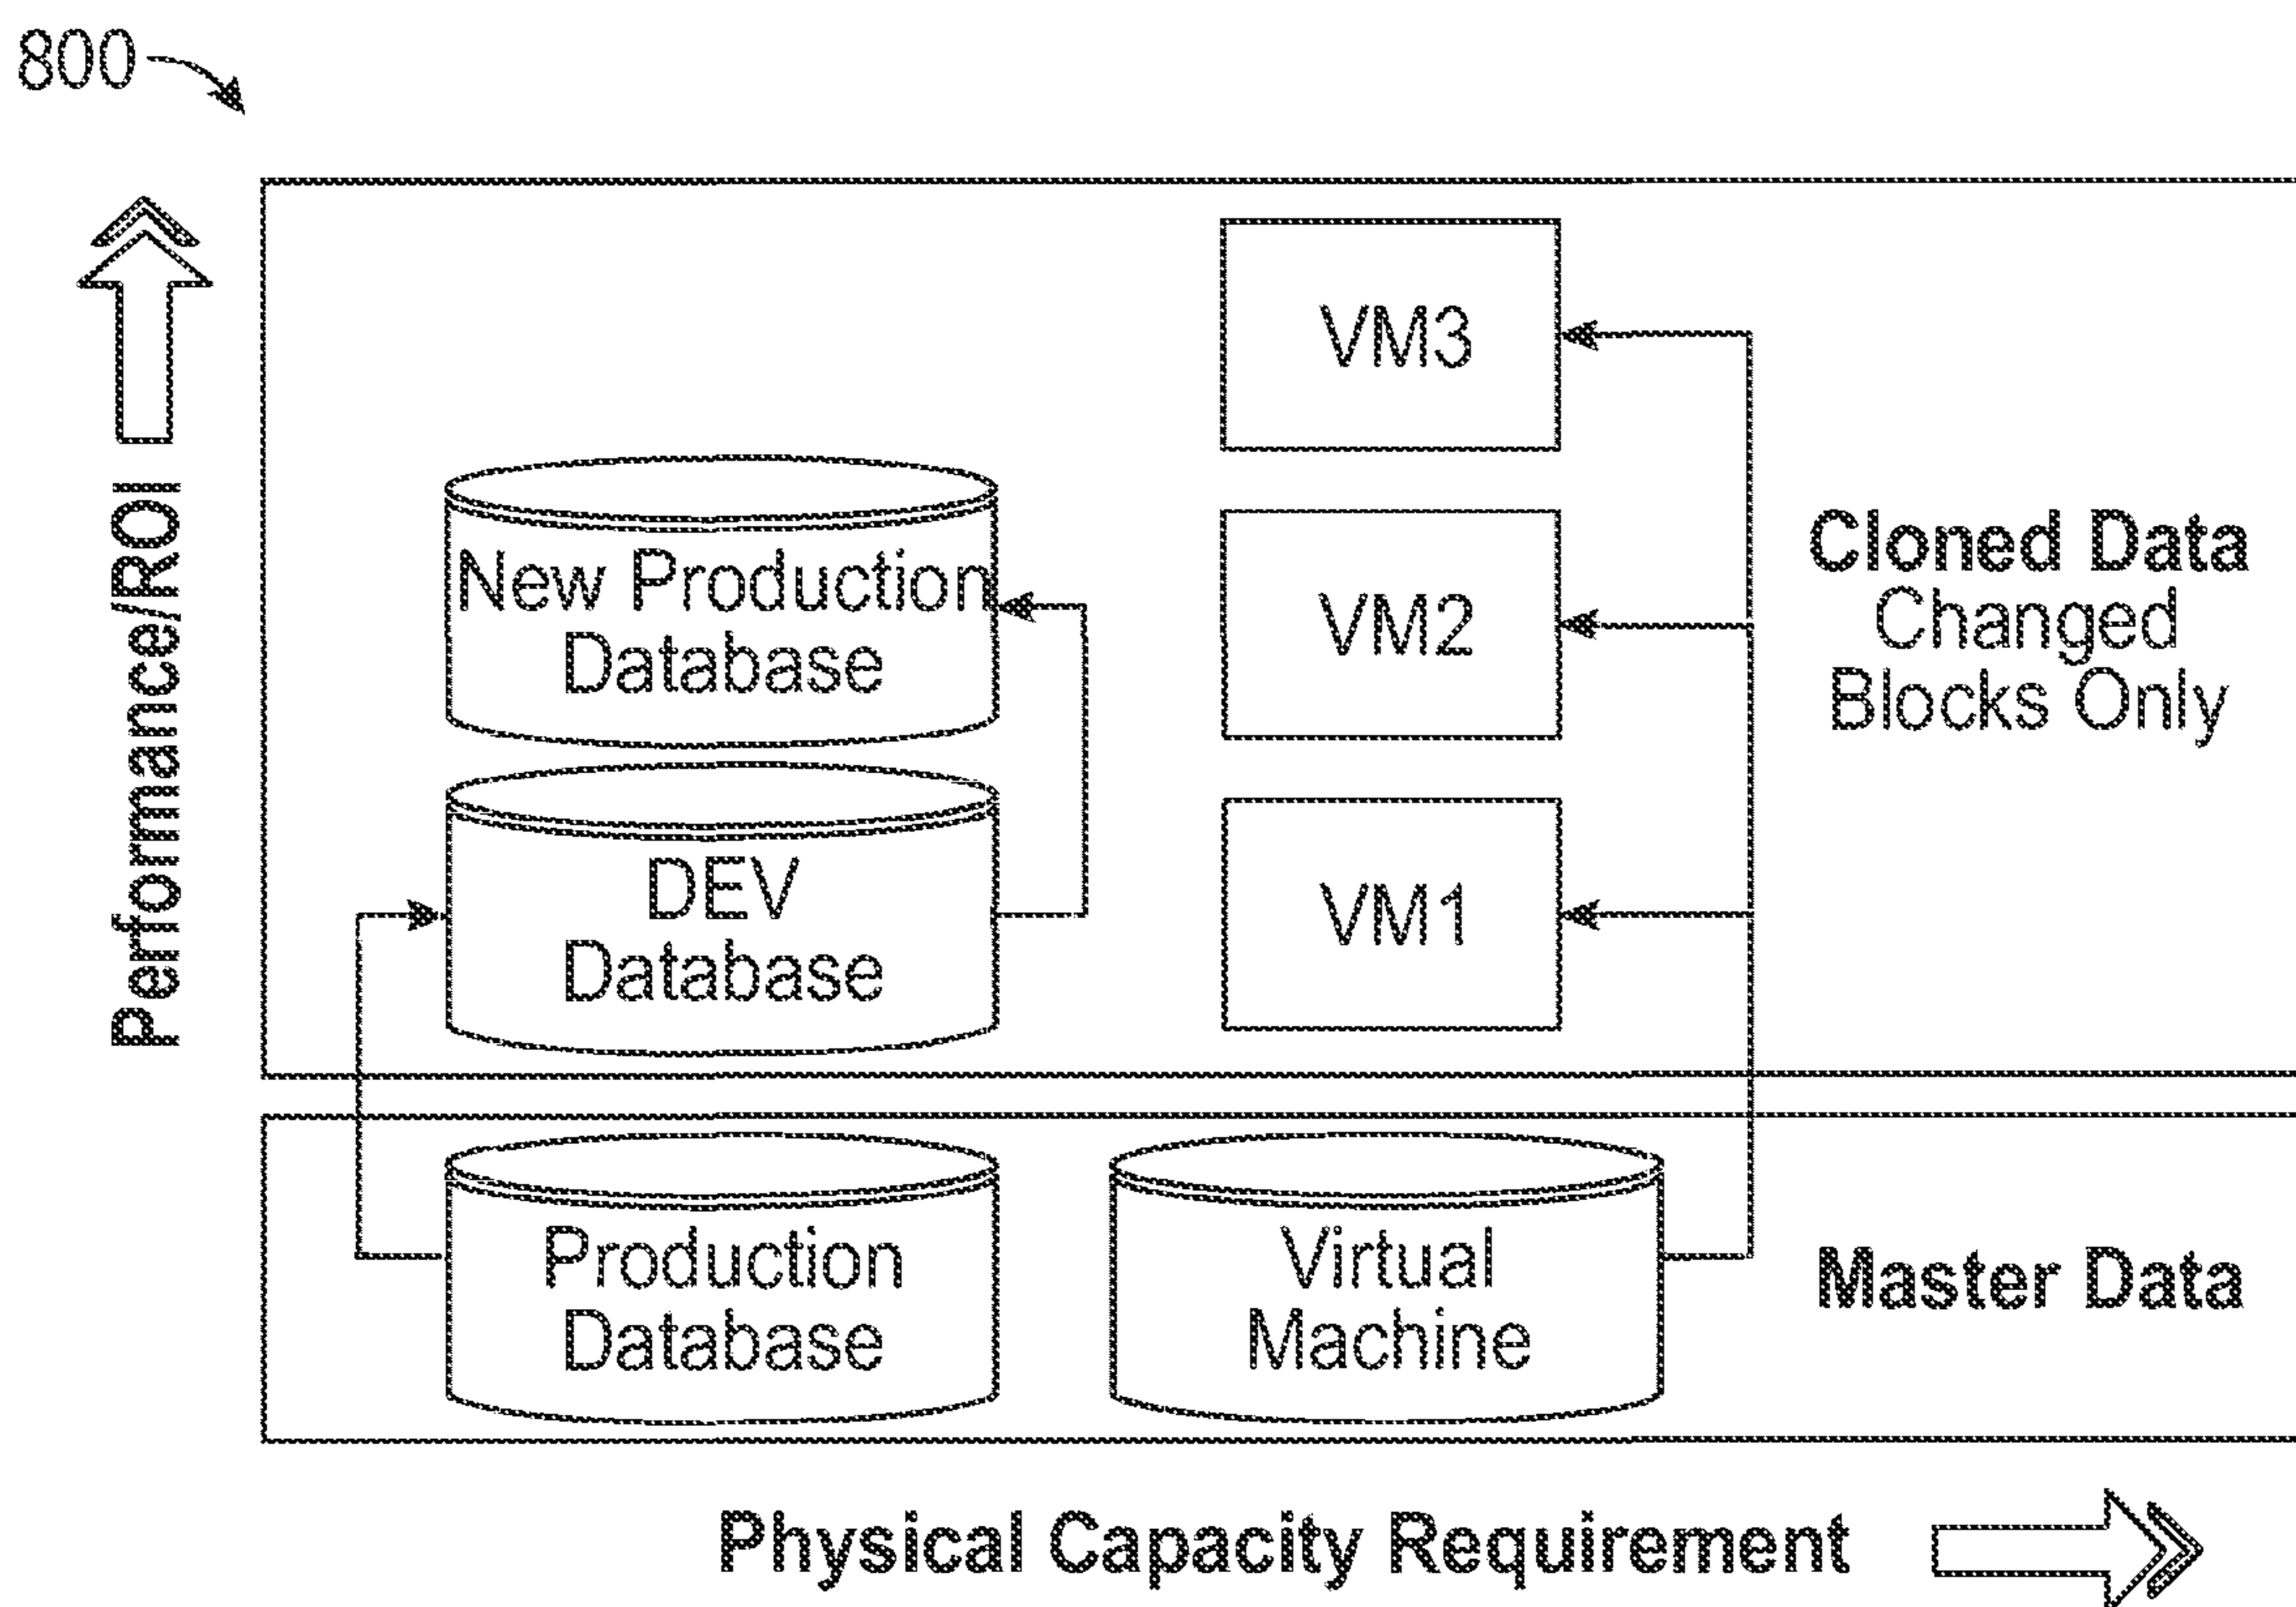 800
Performance/ROI
VM3
New Production
Database
VM2
Cloned Data
Changed
Blocks Only
DEV
Database
VM1
Production
Database
Virtual
Machine
Master Data
Physical Capacity Requirement